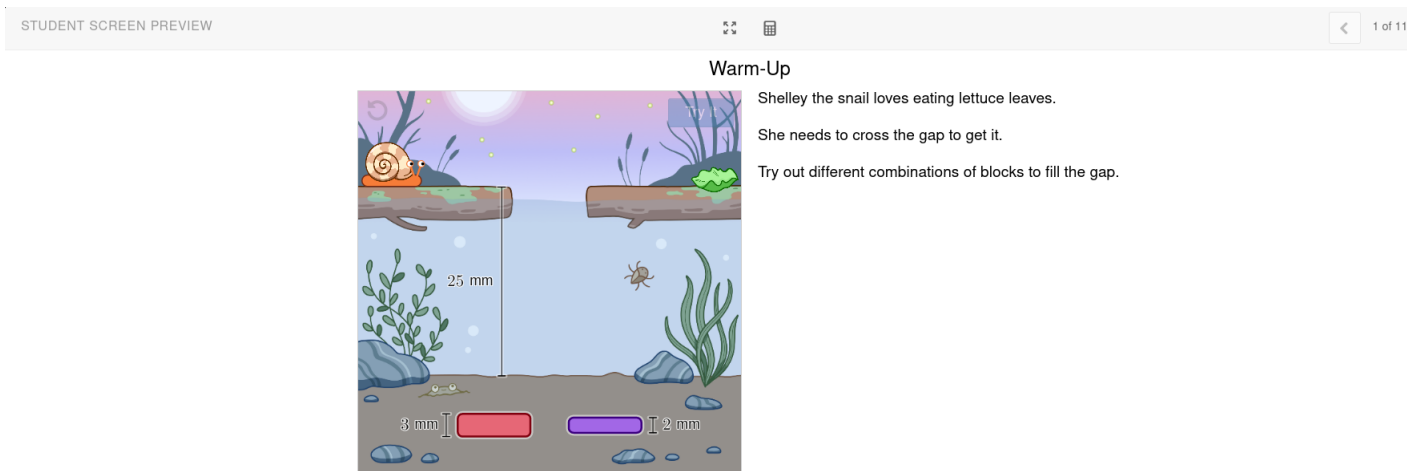 STUDENT SCREEN PREVIEW
1 of 11
Warm-Up
Try it
Shelley the snail loves eating lettuce leaves.
She needs to cross the gap to get it.
Try out different combinations of blocks to fill the gap.
25 mm
3 mm
2 mm